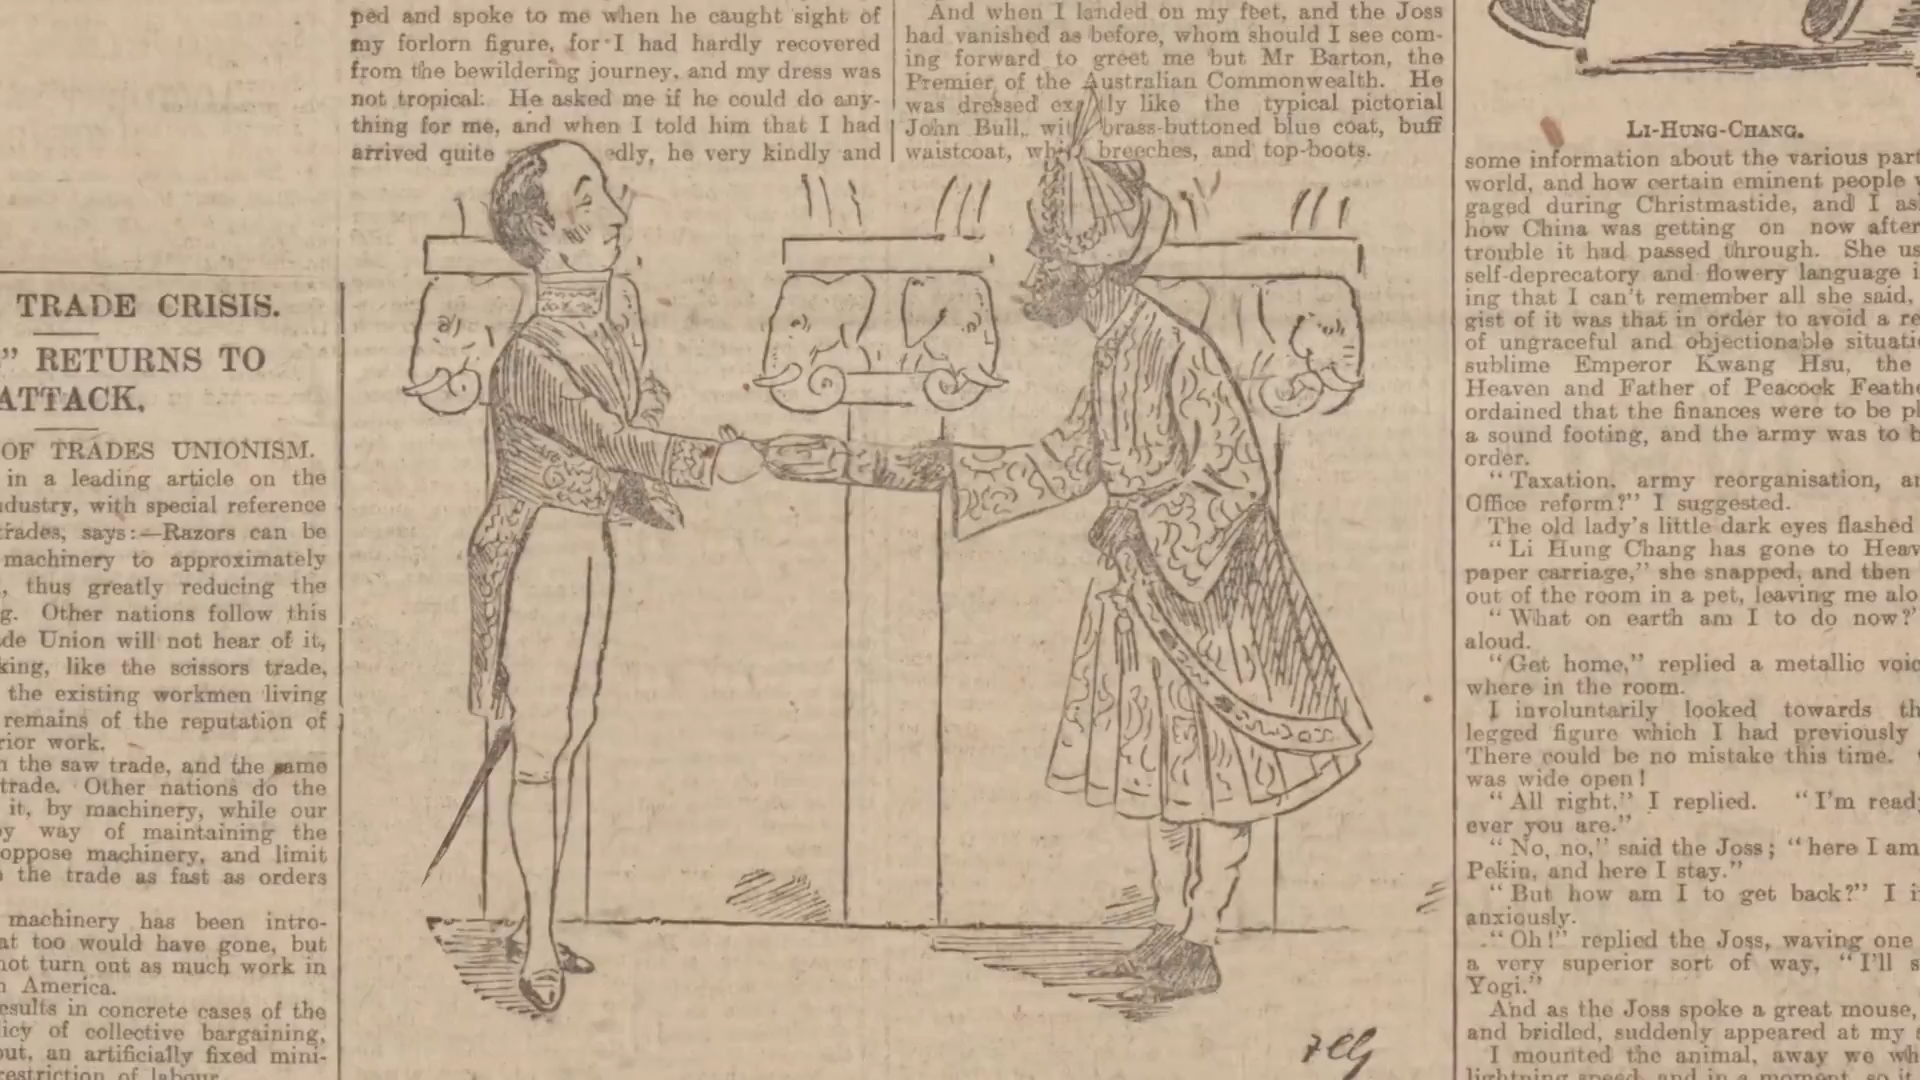 TRADE CRISIS.
" RETURNS TO
ATTACK.
OF TRADES UNIONISM.
in a leading article on the
industry, with special reference
trades, says:—Razors can be
machinery to approximately
, thus greatly reducing the
g. Other nations follow this
de Union will not hear of it,
king, like the scissors trade,
the existing workmen living
remains of the reputation of
rior work.
n the saw trade, and the same
trade. Other nations do the
it, by machinery, while our
by way of maintaining the
oppose machinery, and limit
the trade as fast as orders
machinery has been intro-
at too would have gone, but
not turn out as much work in
n America.
esults in concrete cases of the
icy of collective bargaining,
out, an artificially fixed mini-
restriction of labour
ped and spoke to me when he caught sight of
my forlorn figure, for I had hardly recovered
from the bewildering journey, and my dress was
not tropical. He asked me if he could do any-
thing for me, and when I told him that I had
arrived quite edly, he very kindly and
And when I landed on my feet, and the Joss
had vanished as before, whom should I see com-
ing forward to greet me but Mr Barton, the
Premier of the Australian Commonwealth. He
was dressed ex ly like the typical pictorial
John Bull, wit brass-buttoned blue coat, buff
waistcoat, whi breeches, and top-boots.
LI-HUNG-CHANG.
some information about the various part
world, and how certain eminent people w
gaged during Christmastide, and I as
how China was getting on now after
trouble it had passed through. She us
self-deprecatory and flowery language i
ing that I can't remember all she said,
gist of it was that in order to avoid a re
of ungraceful and objectionable situati
sublime Emperor Kwang Hsu, the
Heaven and Father of Peacock Feathe
ordained that the finances were to be pl
a sound footing, and the army was to b
order.
"Taxation, army reorganisation, an
Office reform?" I suggested.
The old lady's little dark eyes flashed
"Li Hung Chang has gone to Heav
paper carriage," she snapped, and then
out of the room in a pet, leaving me alo
"What on earth am I to do now?"
aloud.
"Get home," replied a metallic voic
where in the room.
I involuntarily looked towards th
legged figure which I had previously
There could be no mistake this time.
was wide open!
"All right," I replied. "I'm ready
ever you are."
"No, no," said the Joss; "here I am
Pekin, and here I stay."
"But how am I to get back?" I i
anxiously.
"Oh!" replied the Joss, waving one
a very superior sort of way, "I'll s
Yogi."
And as the Joss spoke a great mouse,
and bridled, suddenly appeared at my
I mounted the animal, away we wh
lightning speed, and in a moment, so it